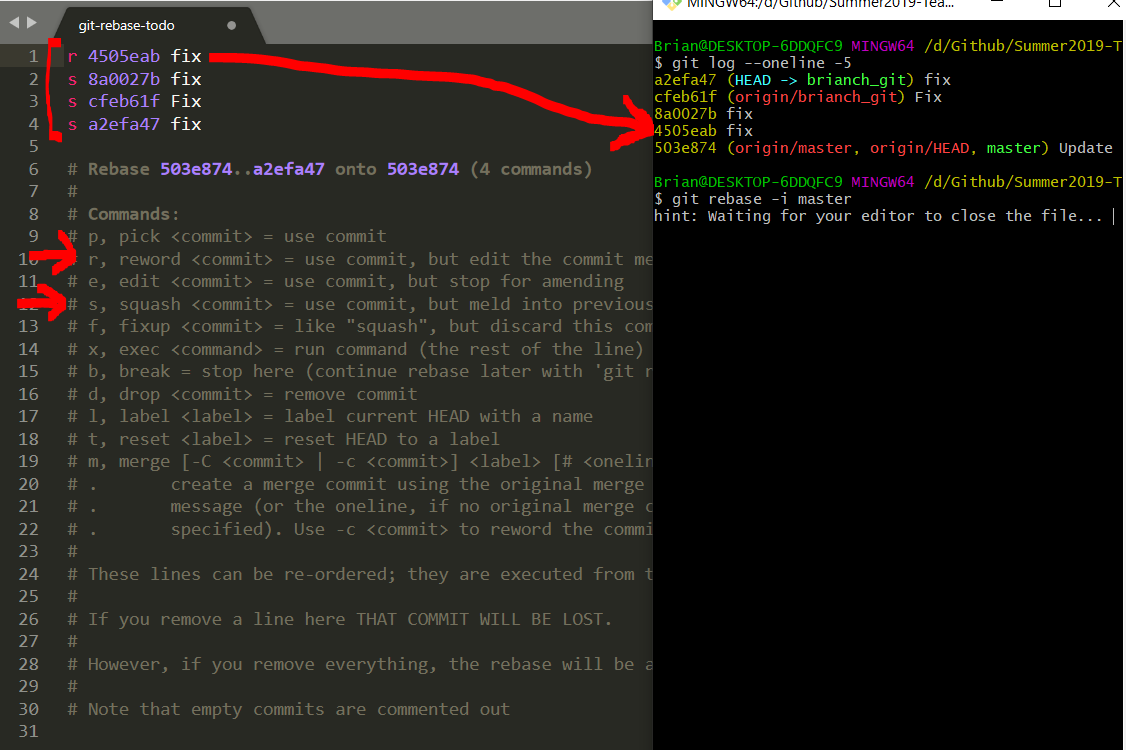 git-rebase-todo
1 r 4505eab fix
2 s 8a0027b fix
3 s cfeb61f Fix
4 s a2efa47 fix
5
6 # Rebase 503e874..a2efa47 onto 503e874 (4 commands)
7 #
8 # Commands:
9 # p, pick <commit> = use commit
10 # r, reword <commit> = use commit, but edit the commit me
11 # e, edit <commit> = use commit, but stop for amending
12 # s, squash <commit> = use commit, but meld into previous
13 # f, fixup <commit> = like "squash", but discard this com
14 # x, exec <command> = run command (the rest of the line)
15 # b, break = stop here (continue rebase later with 'git r
16 # d, drop <commit> = remove commit
17 # l, label <label> = label current HEAD with a name
18 # t, reset <label> = reset HEAD to a label
19 # m, merge [-C <commit> | -c <commit>] <label> [# <onelin
20 # . create a merge commit using the original merge
21 # . message (or the oneline, if no original merge c
22 # . specified). Use -c <commit> to reword the commi
23 #
24 # These lines can be re-ordered; they are executed from t
25 #
26 # If you remove a line here THAT COMMIT WILL BE LOST.
27 #
28 # However, if you remove everything, the rebase will be a
29 #
30 # Note that empty commits are commented out
31
MINGW64:/d/Github/Summer2019-Tea...
Brian@DESKTOP-6DDQFC9 MINGW64 /d/Github/Summer2019-T
$ git log --oneline -5
a2efa47 (HEAD -> brianch_git) fix
cfeb61f (origin/brianch_git) Fix
8a0027b fix
4505eab fix
503e874 (origin/master, origin/HEAD, master) Update
Brian@DESKTOP-6DDQFC9 MINGW64 /d/Github/Summer2019-T
$ git rebase -i master
hint: Waiting for your editor to close the file...